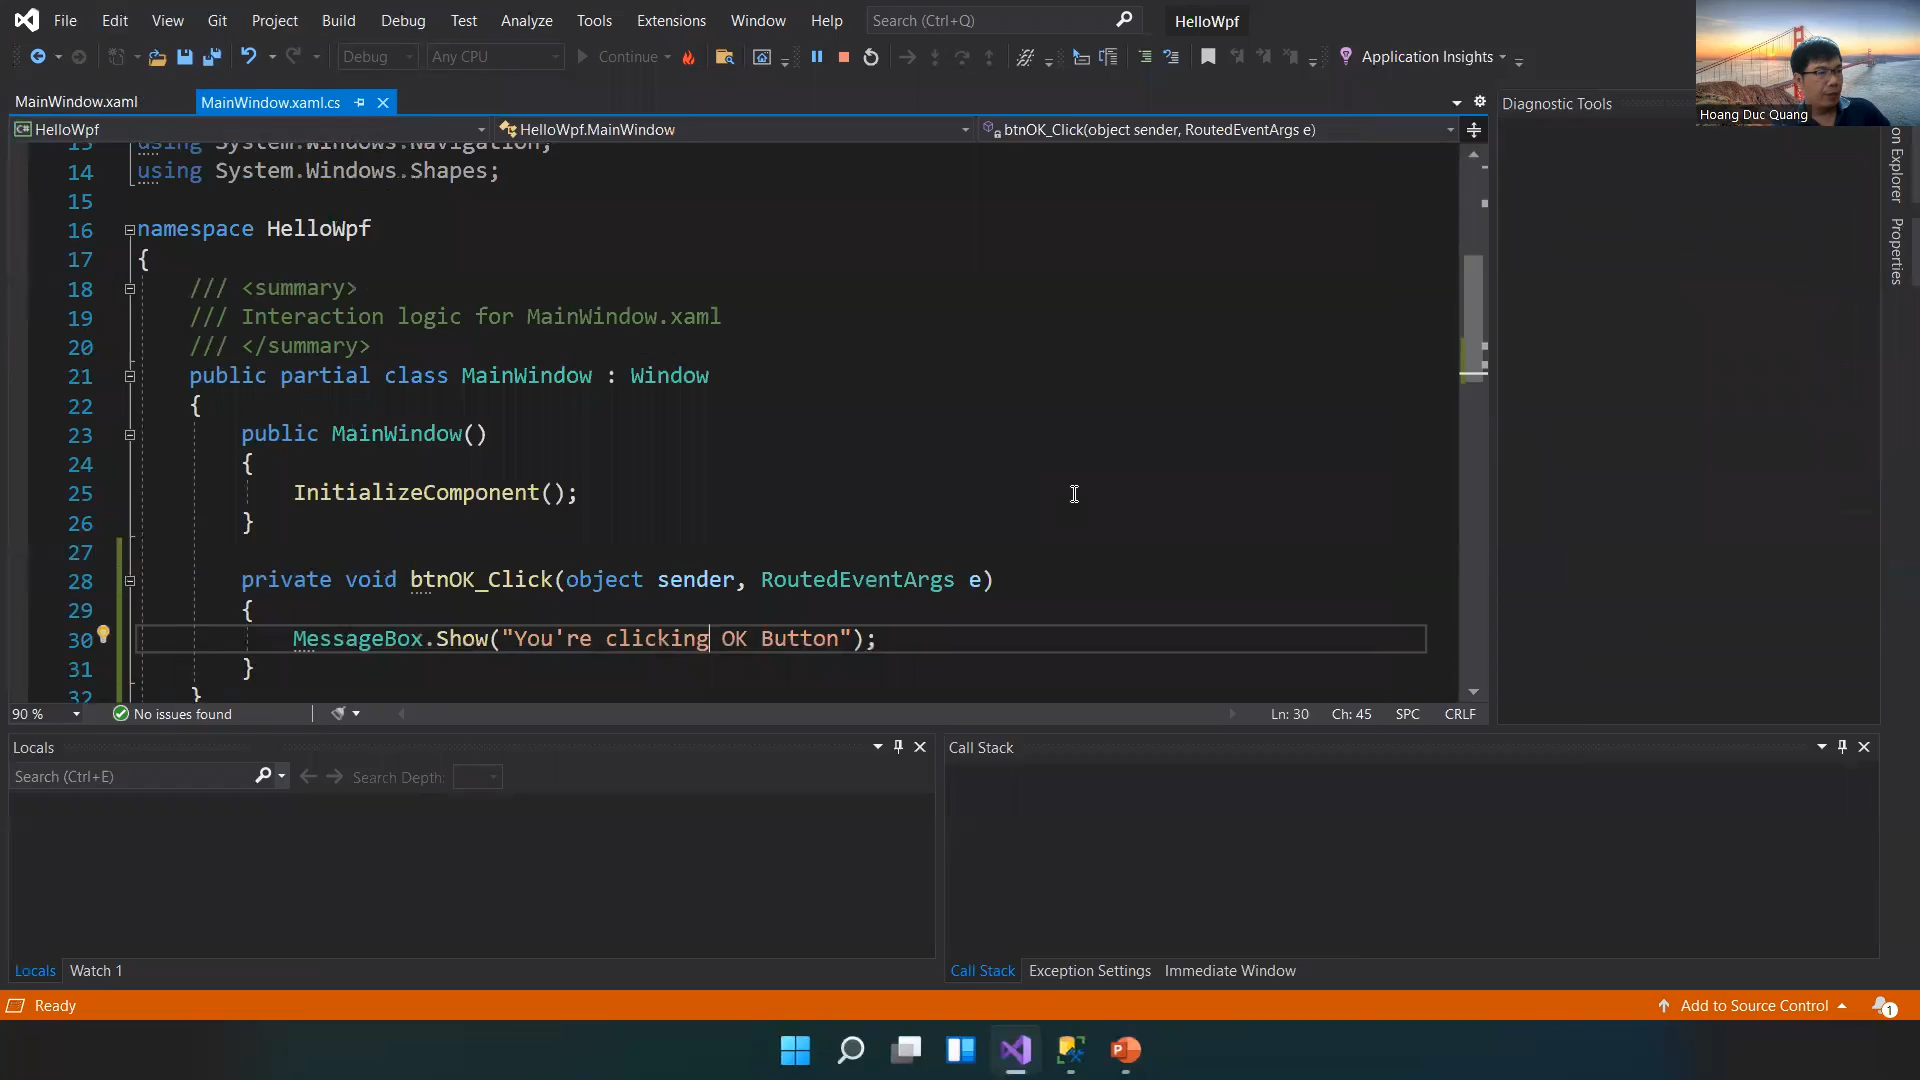 File Edit View Git Project Build Debug Test Analyze Tools Extensions Window Help Search (Ctrl+Q) HelloWpf
Debug Any CPU Continue Application Insights
Hoang Duc Quang
MainWindow.xaml MainWindow.xaml.cs
Diagnostic Tools
HelloWpf HelloWpf.MainWindow btnOK_Click(object sender, RoutedEventArgs e)
13 using System.Windows.Navigation;
14 using System.Windows.Shapes;
15
16 namespace HelloWpf
17 {
18 /// <summary>
19 /// Interaction logic for MainWindow.xaml
20 /// </summary>
21 public partial class MainWindow : Window
22 {
23 public MainWindow()
24 {
25 InitializeComponent();
26 }
27
28 private void btnOK_Click(object sender, RoutedEventArgs e)
29 {
30 MessageBox.Show("You're clicking OK Button");
31 }
32 }
on Explorer
Properties
90 % No issues found Ln: 30 Ch: 45 SPC CRLF
Locals
Search (Ctrl+E) Search Depth:
Locals Watch 1
Call Stack
Call Stack Exception Settings Immediate Window
Ready Add to Source Control 1